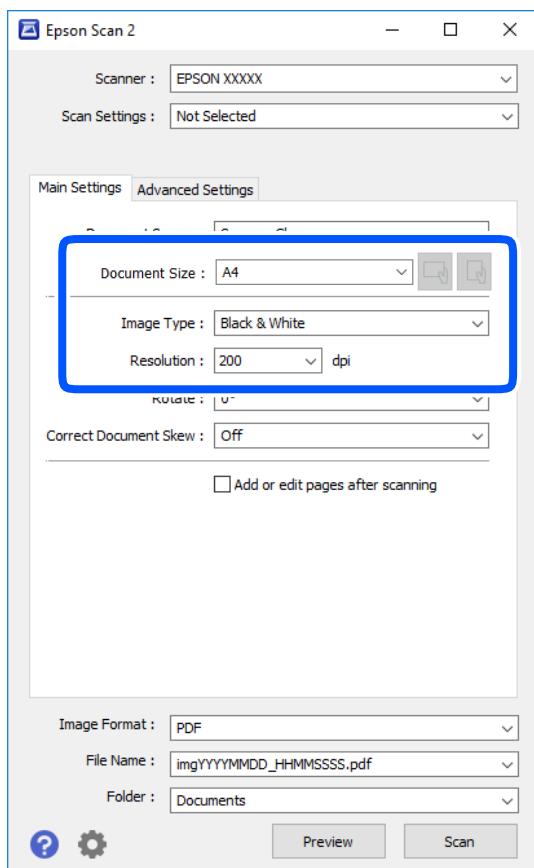 Epson Scan 2
Scanner : EPSON XXXXX
Scan Settings : Not Selected
Main Settings Advanced Settings
Document Size : A4
Image Type : Black & White
Resolution : 200 dpi
Rotate : 0°
Correct Document Skew : Off
Add or edit pages after scanning
Image Format : PDF
File Name : imgYYYYMMDD_HHMMSSSS.pdf
Folder : Documents
? Preview Scan